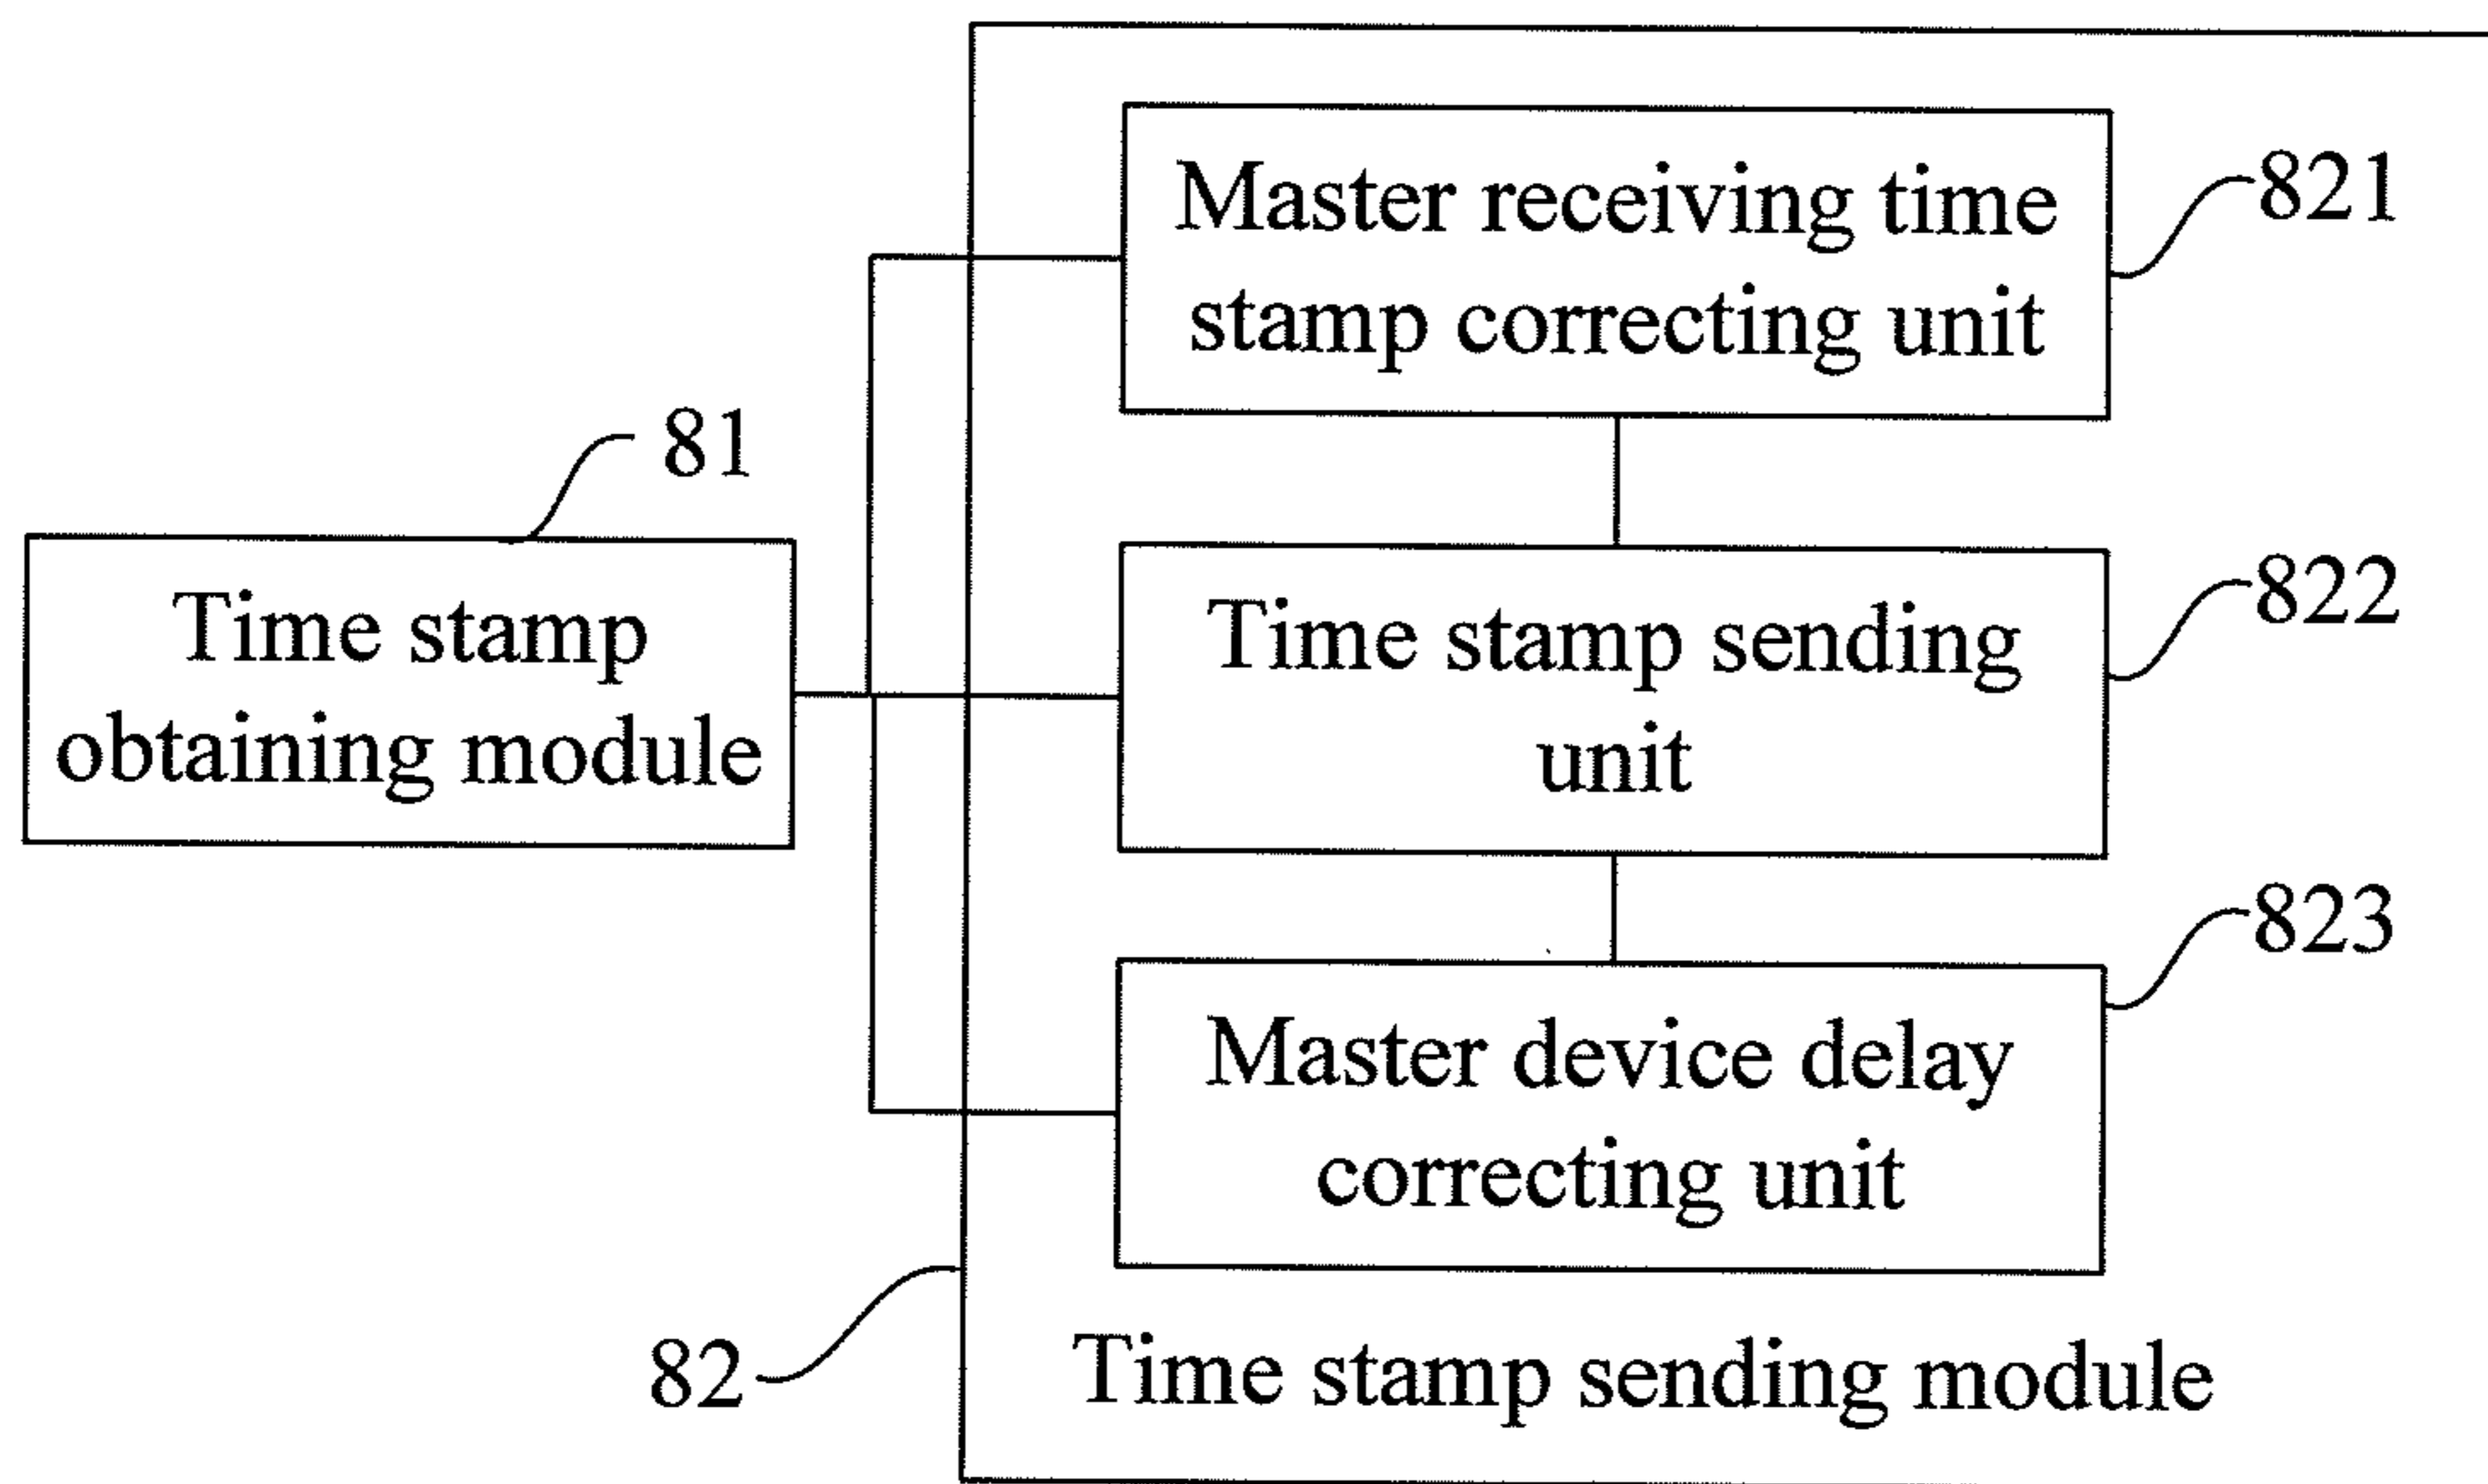 Master receiving time
stamp correcting unit
821
81
Time stamp
obtaining module
Time stamp sending
unit
822
823
Master device delay
correcting unit
82
Time stamp sending module